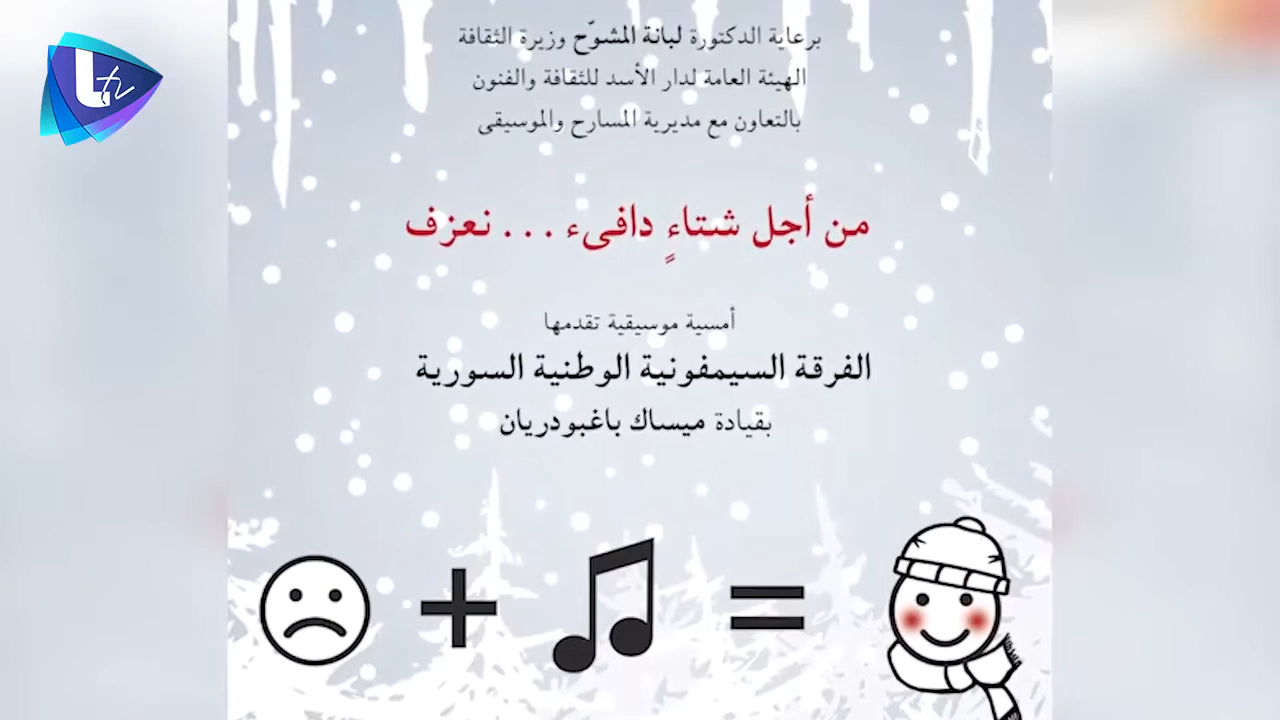 برعاية الدكتورة لبانة المشوّح وزيرة الثقافة
الهيئة العامة لدار الأسد للثقافة والفنون
بالتعاون مع مديرية المسارح والموسيقى
من أجل شتاءٍ دافىء ... نعزف
أمسية موسيقية تقدمها
الفرقة السيمفونية الوطنية السورية
بقيادة ميساك باغبودريان
Ltv